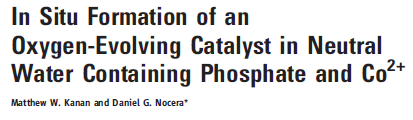 In Situ Formation of an
Oxygen-Evolving Catalyst in Neutral
Water Containing Phosphate and Co²⁺
Matthew W. Kanan and Daniel G. Nocera*